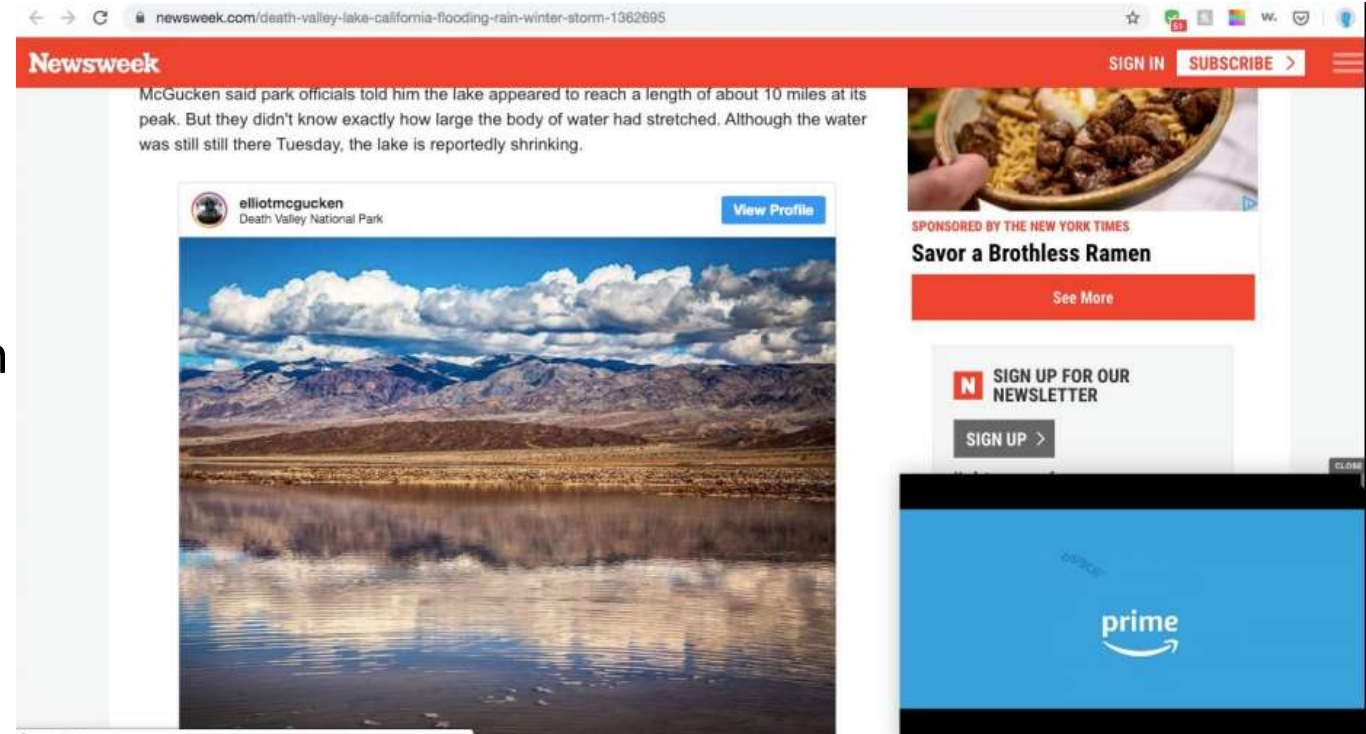 newsweek.com/death-valley-lake-california-flooding-rain-winter-storm-1362695
51
w.
Newsweek
SIGN IN
SUBSCRIBE >
McGucken said park officials told him the lake appeared to reach a length of about 10 miles at its
peak. But they didn't know exactly how large the body of water had stretched. Although the water
was still still there Tuesday, the lake is reportedly shrinking.
elliotmcgucken
Death Valley National Park
View Profile
SPONSORED BY THE NEW YORK TIMES
Savor a Brothless Ramen
See More
N
SIGN UP FOR OUR
NEWSLETTER
SIGN UP >
CLOSE
prime
n